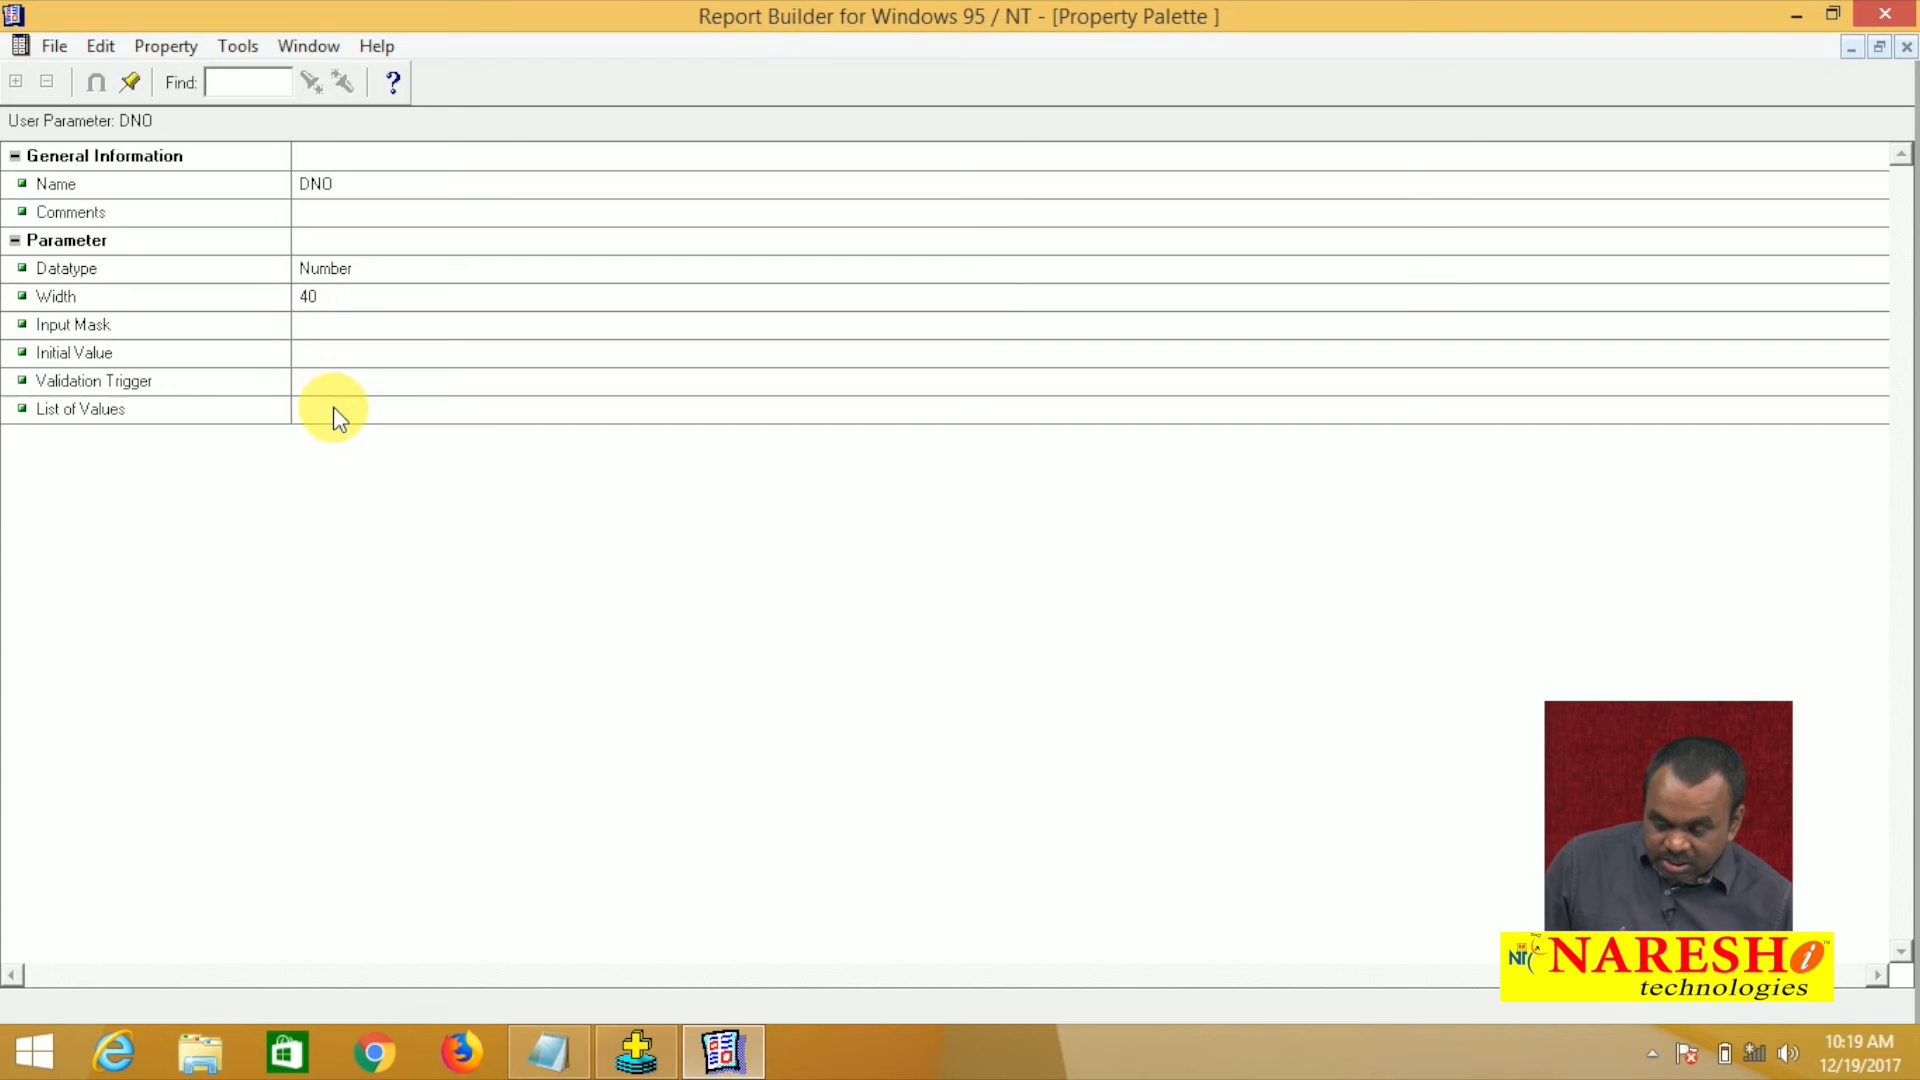 Report Builder for Windows 95 / NT - [Property Palette ]
File Edit Property Tools Window Help
Find:
User Parameter: DNO
General Information
Name DNO
Comments
Parameter
Datatype Number
Width 40
Input Mask
Initial Value
Validation Trigger
List of Values
NARESH i
technologies
10:19 AM
12/19/2017